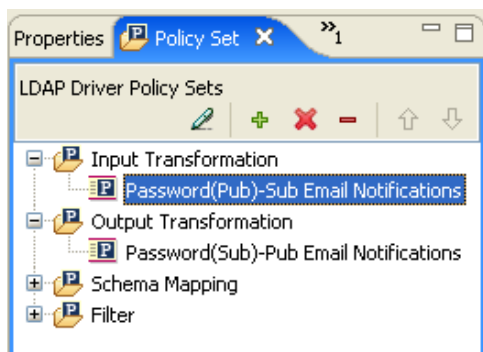 Properties Policy Set »1
LDAP Driver Policy Sets
Input Transformation
Password(Pub)-Sub Email Notifications
Output Transformation
Password(Sub)-Pub Email Notifications
Schema Mapping
Filter